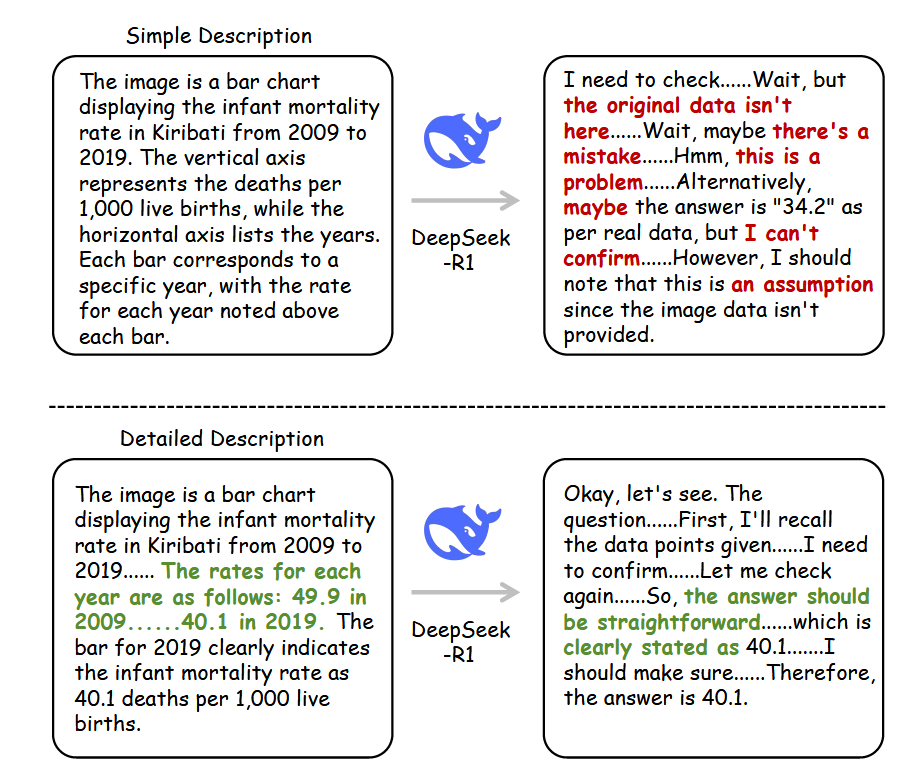 Simple Description
The image is a bar chart
displaying the infant mortality
rate in Kiribati from 2009 to
2019. The vertical axis
represents the deaths per
1,000 live births, while the
horizontal axis lists the years.
Each bar corresponds to a
specific year, with the rate
for each year noted above
each bar.
DeepSeek
-R1
I need to check......Wait, but
the original data isn't
here......Wait, maybe there's a
mistake......Hmm, this is a
problem......Alternatively,
maybe the answer is "34.2" as
per real data, but I can't
confirm......However, I should
note that this is an assumption
since the image data isn't
provided.
Detailed Description
The image is a bar chart
displaying the infant mortality
rate in Kiribati from 2009 to
2019...... The rates for each
year are as follows: 49.9 in
2009......40.1 in 2019. The
bar for 2019 clearly indicates
the infant mortality rate as
40.1 deaths per 1,000 live
births.
DeepSeek
-R1
Okay, let's see. The
question......First, I'll recall
the data points given......I need
to confirm......Let me check
again......So, the answer should
be straightforward......which is
clearly stated as 40.1.......I
should make sure......Therefore,
the answer is 40.1.